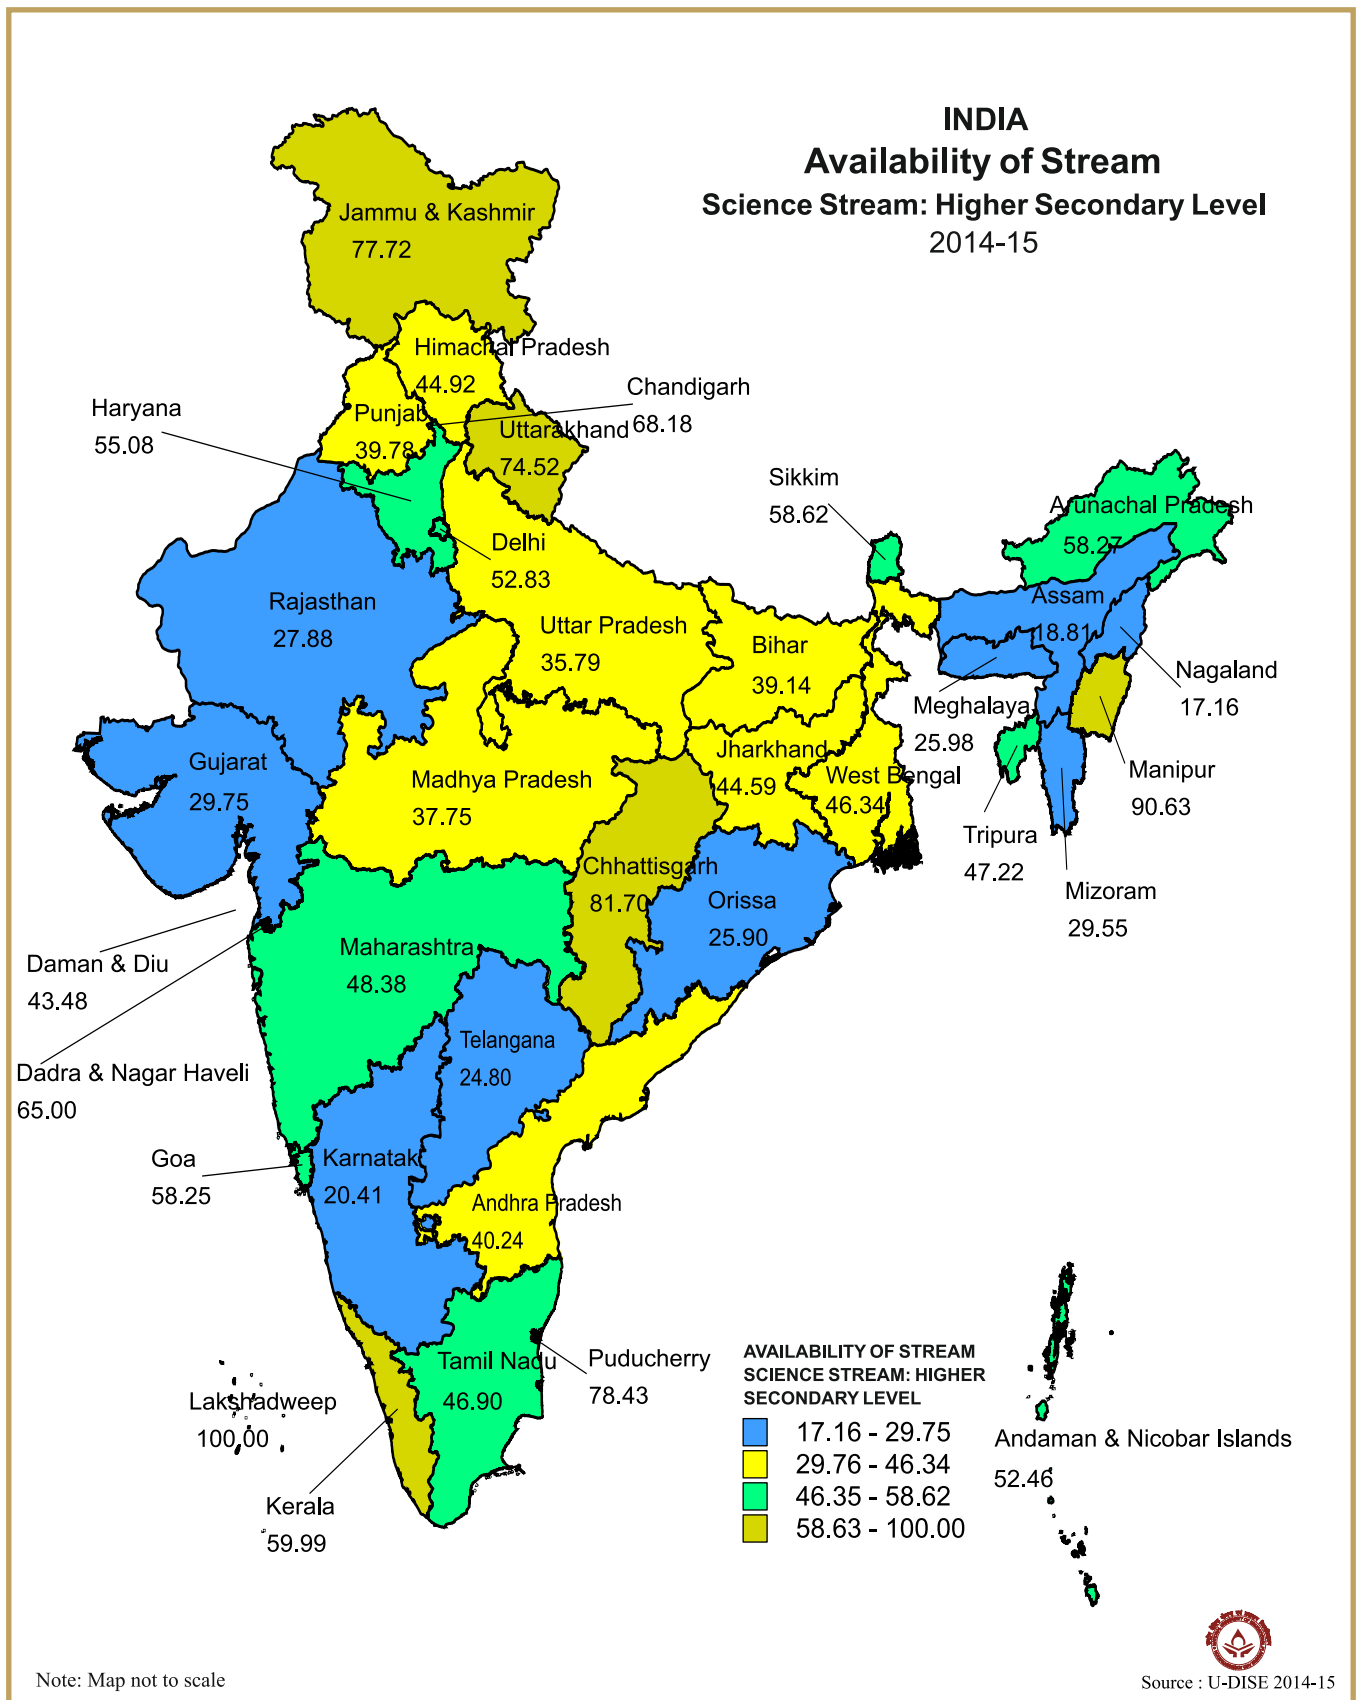 INDIA
Availability of Stream
Science Stream: Higher Secondary Level
2014-15
Jammu & Kashmir
77.72
Himachal Pradesh
44.92
Chandigarh
68.18
Haryana
55.08
Punjab
39.78
Uttarakhand
74.52
Sikkim
58.62
Arunachal Pradesh
58.27
Delhi
52.83
Rajasthan
27.88
Uttar Pradesh
35.79
Bihar
39.14
Assam
18.81
Nagaland
17.16
Meghalaya
25.98
Gujarat
29.75
Madhya Pradesh
37.75
Jharkhand
44.59
West Bengal
46.34
Manipur
90.63
Tripura
47.22
Mizoram
29.55
Chhattisgarh
81.70
Orissa
25.90
Maharashtra
48.38
Daman & Diu
43.48
Telangana
24.80
Dadra & Nagar Haveli
65.00
Goa
58.25
Karnatak
20.41
Andhra Pradesh
40.24
Tamil Nadu
46.90
Puducherry
78.43
Lakshadweep
100.00
Kerala
59.99
AVAILABILITY OF STREAM
SCIENCE STREAM: HIGHER
SECONDARY LEVEL
17.16 - 29.75
29.76 - 46.34
46.35 - 58.62
58.63 - 100.00
Andaman & Nicobar Islands
52.46
Note: Map not to scale
Source : U-DISE 2014-15